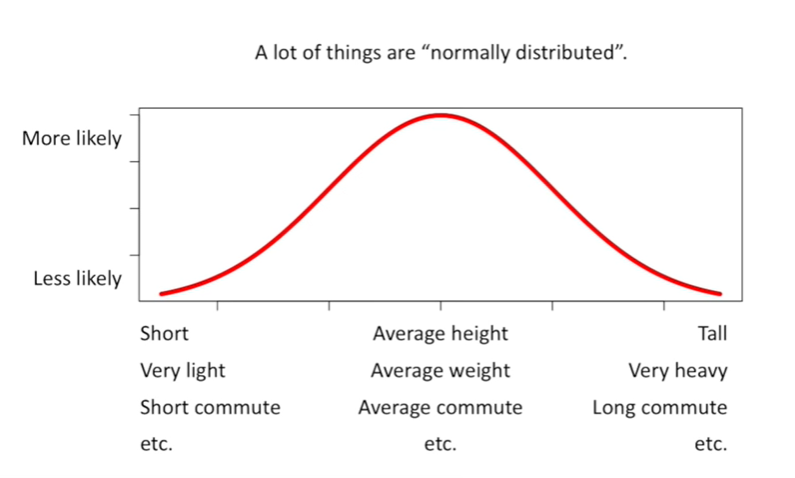 A lot of things are “normally distributed”.
More likely
Less likely
Short Average height Tall
Very light Average weight Very heavy
Short commute Average commute Long commute
etc. etc. etc.